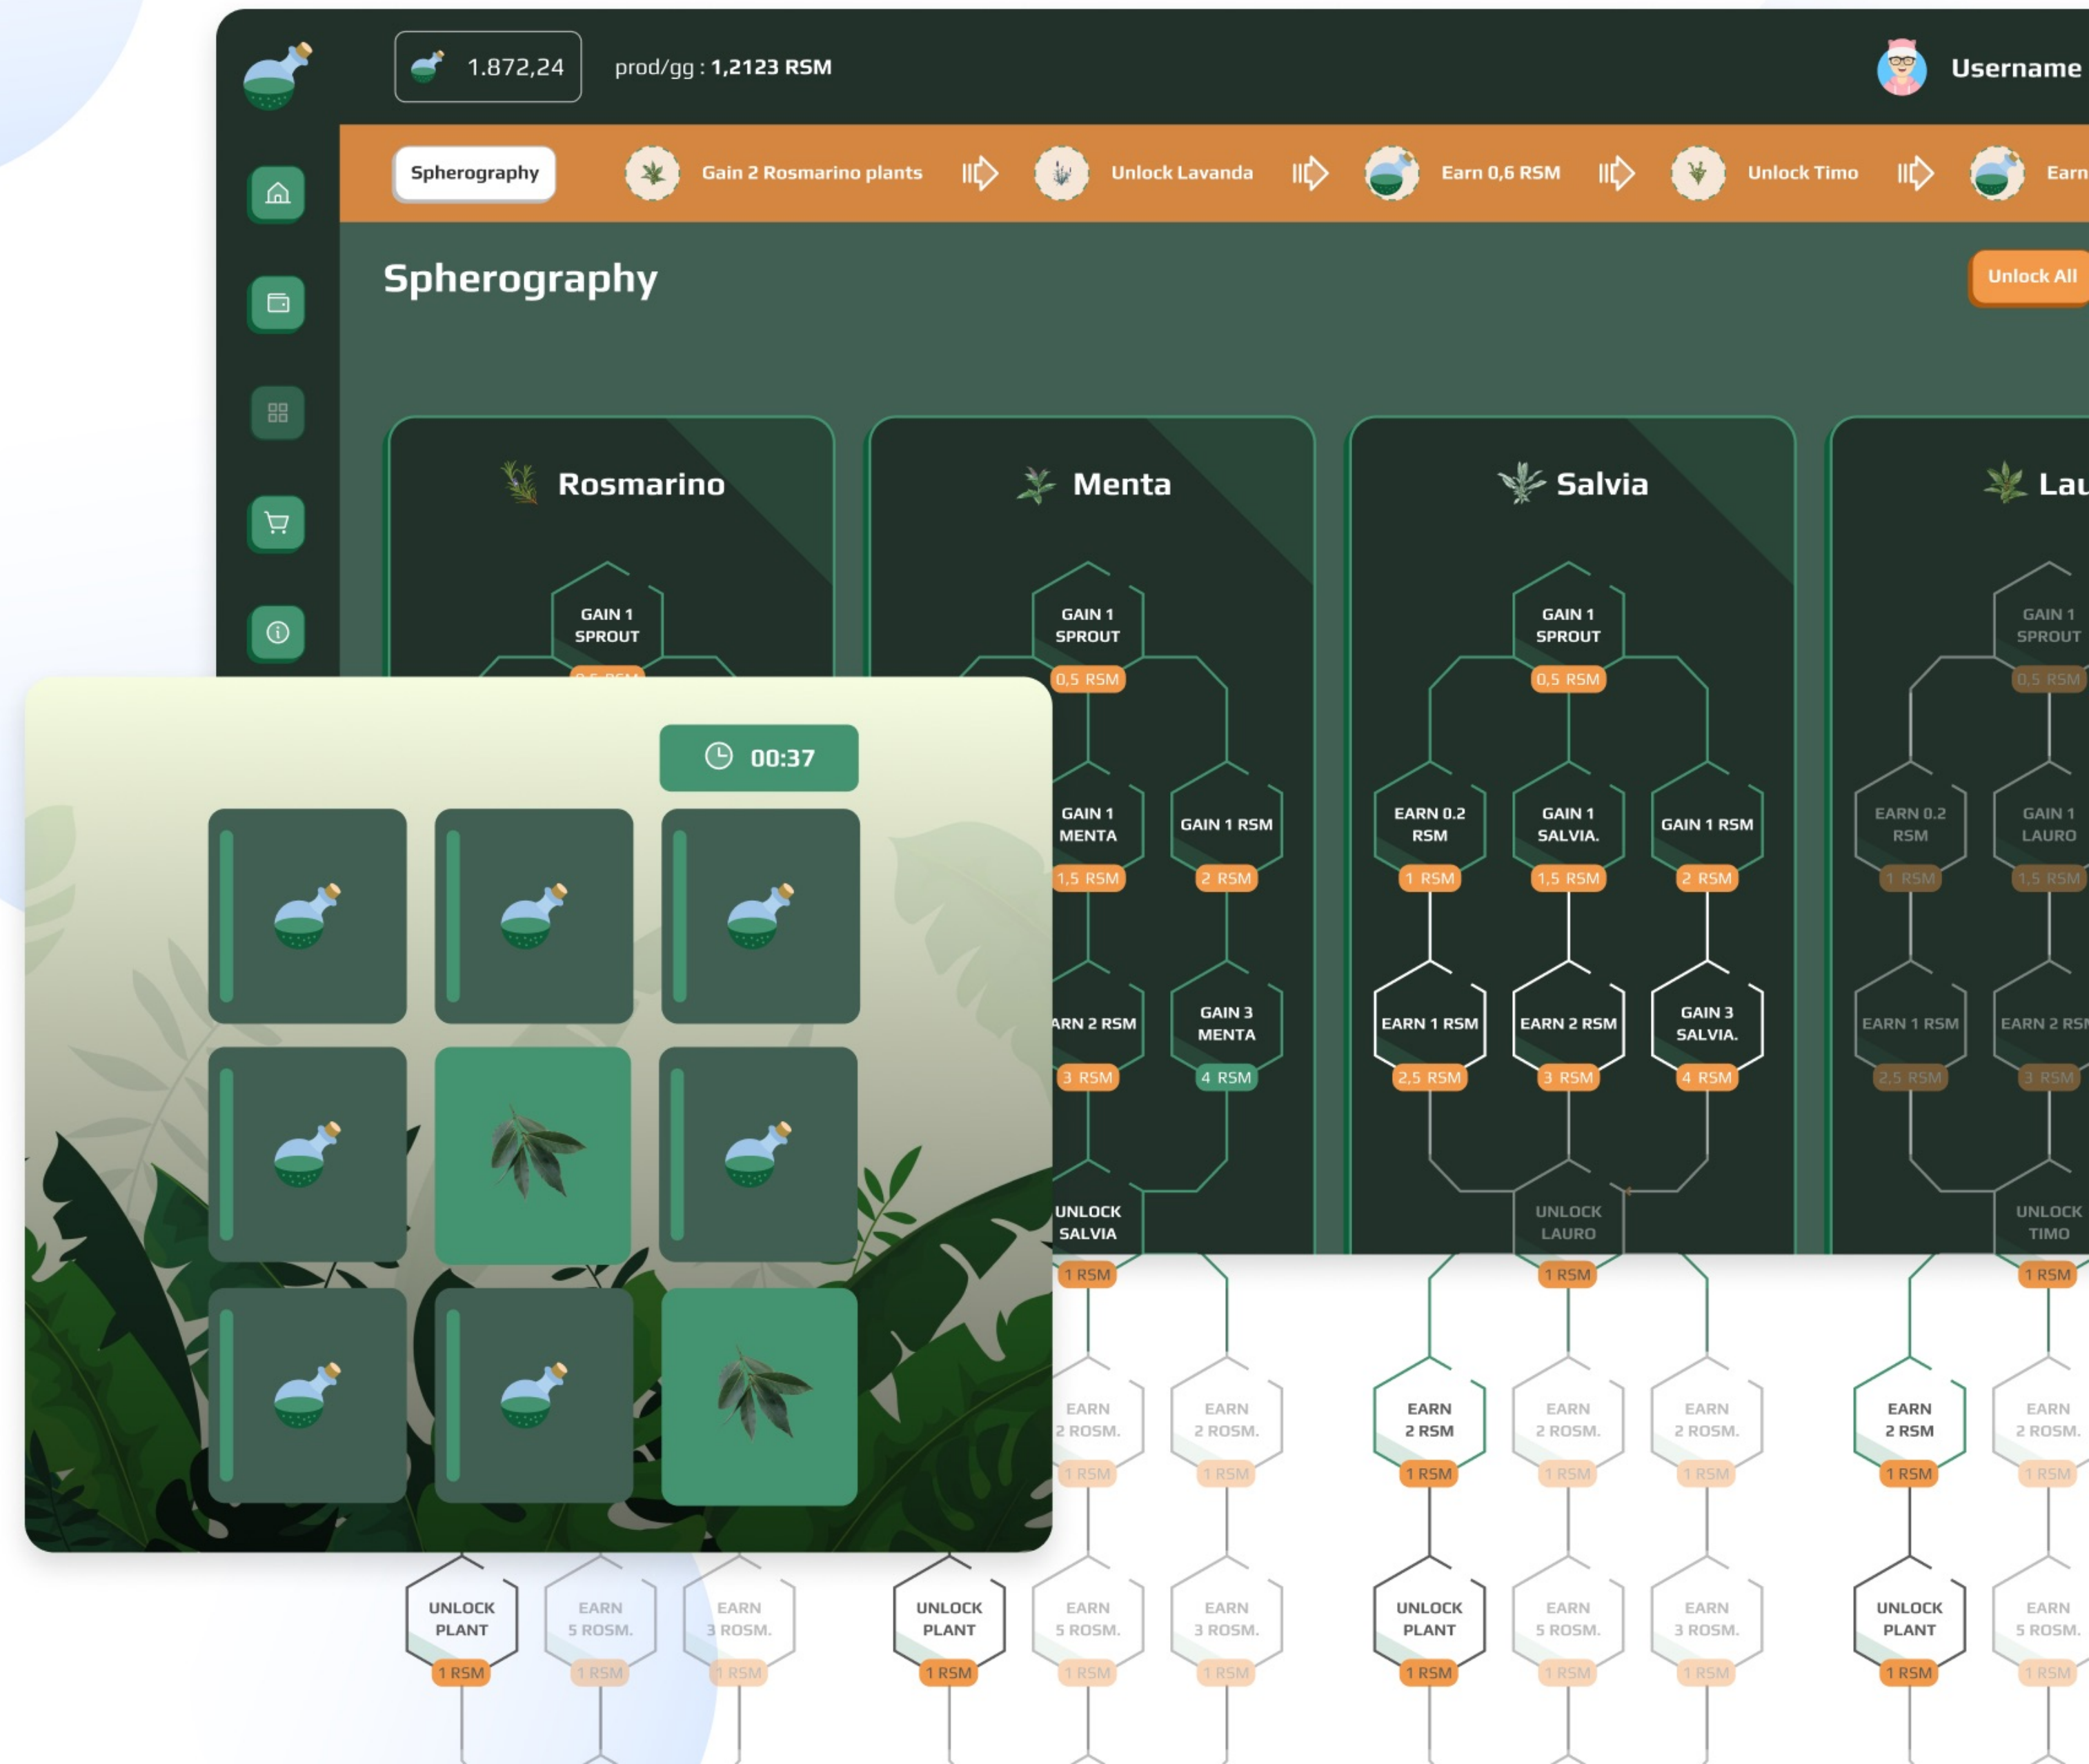 1.872,24
prod/gg : 1,2123 RSM
Username
Spherography
Gain 2 Rosmarino plants
Unlock Lavanda
Earn 0,6 RSM
Unlock Timo
Earn
Spherography
Unlock All
Rosmarino
Menta
Salvia
Lau
GAIN 1
SPROUT
GAIN 1
SPROUT
GAIN 1
SPROUT
GAIN 1
SPROUT
0,5 RSM
0,5 RSM
0,5 RSM
00:37
GAIN 1
MENTA
GAIN 1 RSM
EARN 0.2
RSM
GAIN 1
SALVIA.
GAIN 1 RSM
EARN 0.2
RSM
GAIN 1
LAURO
1,5 RSM
2 RSM
1 RSM
1,5 RSM
2 RSM
1 RSM
1,5 RSM
ARN 2 RSM
GAIN 3
MENTA
EARN 1 RSM
EARN 2 RSM
GAIN 3
SALVIA.
EARN 1 RSM
EARN 2 RSM
3 RSM
4 RSM
2,5 RSM
3 RSM
4 RSM
2,5 RSM
3 RSM
UNLOCK
SALVIA
UNLOCK
LAURO
UNLOCK
TIMO
1 RSM
1 RSM
1 RSM
EARN
2 ROSM.
EARN
2 ROSM.
EARN
2 RSM
EARN
2 ROSM.
EARN
2 ROSM.
EARN
2 RSM
EARN
2 ROSM.
1 RSM
1 RSM
1 RSM
1 RSM
1 RSM
1 RSM
1 RSM
UNLOCK
PLANT
EARN
5 ROSM.
EARN
3 ROSM.
UNLOCK
PLANT
EARN
5 ROSM.
EARN
3 ROSM.
UNLOCK
PLANT
EARN
5 ROSM.
EARN
3 ROSM.
UNLOCK
PLANT
EARN
5 ROSM.
1 RSM
1 RSM
1 RSM
1 RSM
1 RSM
1 RSM
1 RSM
1 RSM
1 RSM
1 RSM
1 RSM